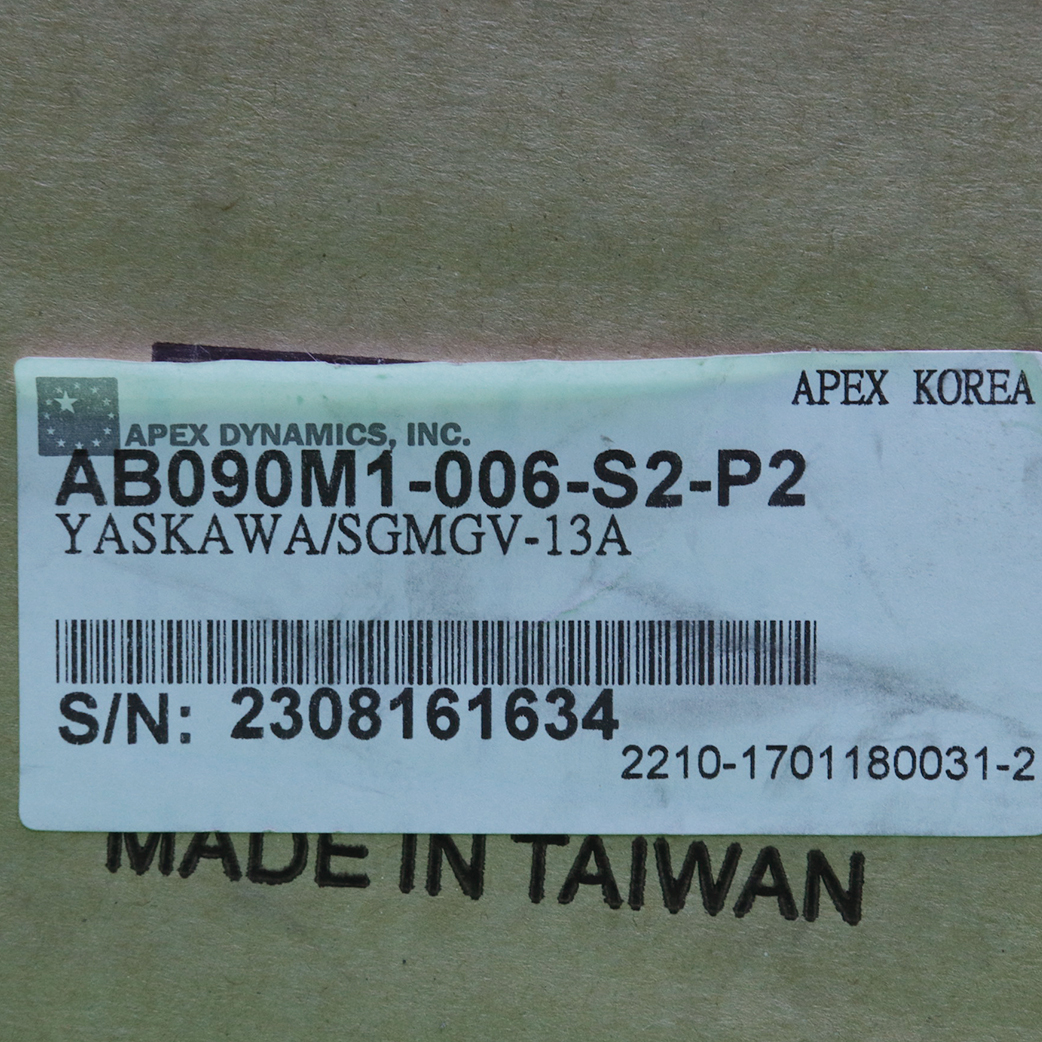 APEX KOREA
APEX DYNAMICS, INC.
AB090M1-006-S2-P2
YASKAWA/SGMGV-13A
S/N: 2308161634
2210-1701180031-2
MADE IN TAIWAN